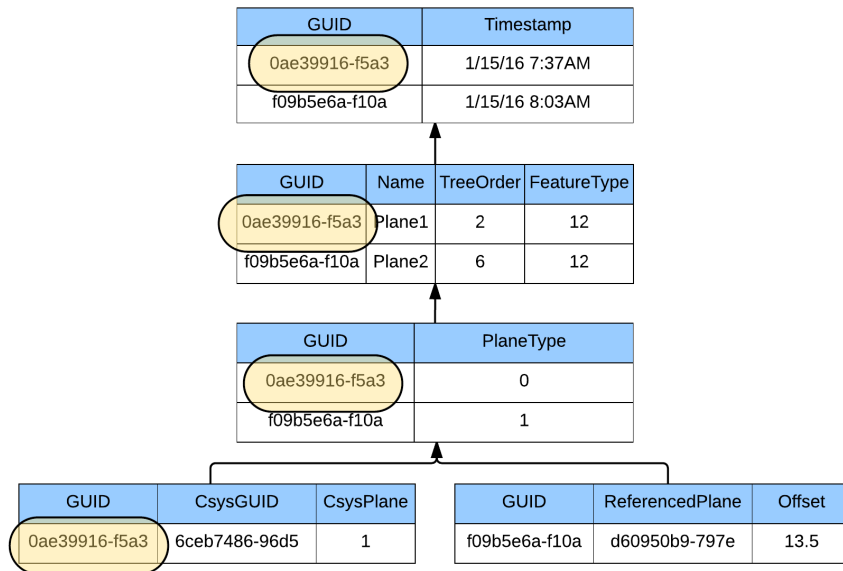 GUID Timestamp
0ae39916-f5a3 1/15/16 7:37AM
f09b5e6a-f10a 1/15/16 8:03AM
GUID Name TreeOrder FeatureType
0ae39916-f5a3 Plane1 2 12
f09b5e6a-f10a Plane2 6 12
GUID PlaneType
0ae39916-f5a3 0
f09b5e6a-f10a 1
GUID CsysGUID CsysPlane
0ae39916-f5a3 6ceb7486-96d5 1
GUID ReferencedPlane Offset
f09b5e6a-f10a d60950b9-797e 13.5